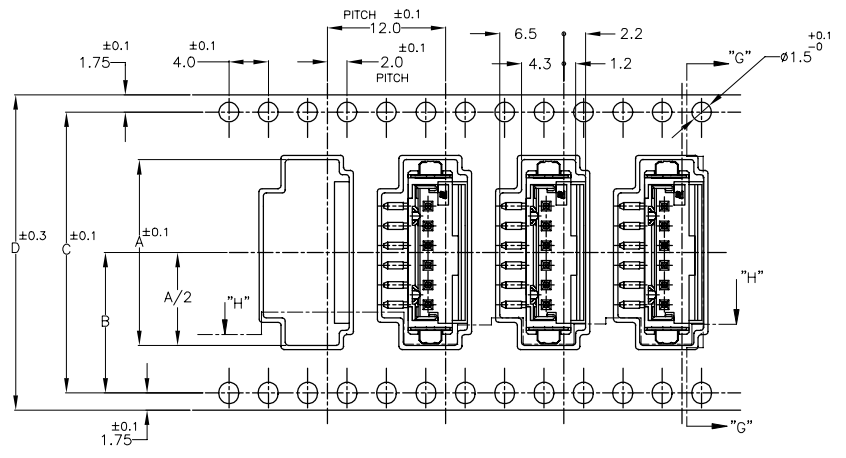 PITCH ±0.1
12.0
±0.1
1.75
±0.1
4.0
±0.1
2.0
PITCH
6.5
2.2
4.3
1.2
"G"
ø1.5 +0.1
-0
D ±0.3
C ±0.1
A ±0.1
A/2
B
"H"
"H"
±0.1
1.75
"G"